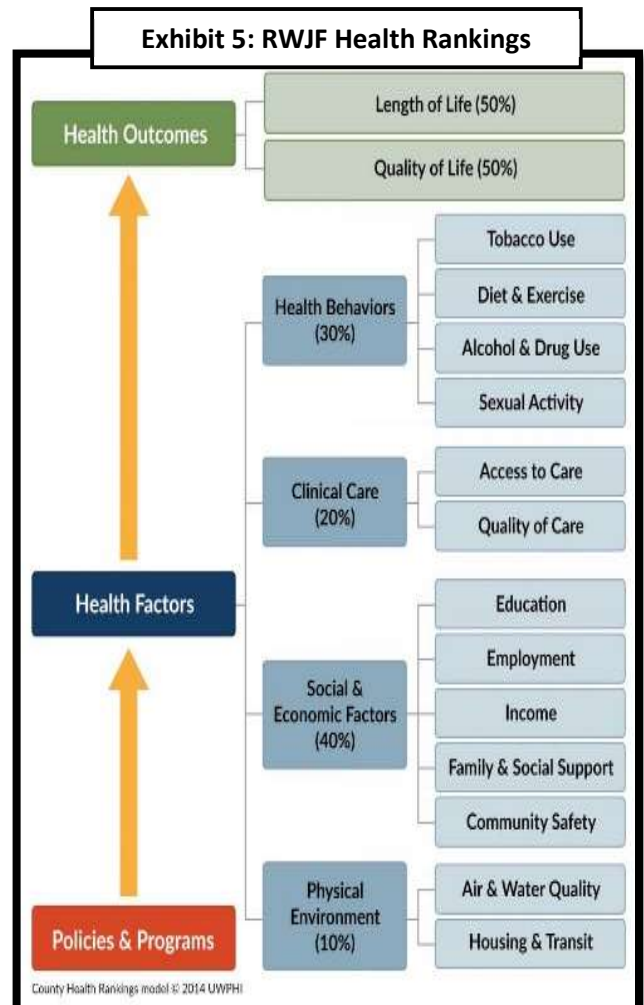 Exhibit 5: RWJF Health Rankings
Health Outcomes
Length of Life (50%)
Quality of Life (50%)
Health Factors
Health Behaviors
(30%)
Tobacco Use
Diet & Exercise
Alcohol & Drug Use
Sexual Activity
Clinical Care
(20%)
Access to Care
Quality of Care
Social &
Economic Factors
(40%)
Education
Employment
Income
Family & Social Support
Community Safety
Physical
Environment
(10%)
Air & Water Quality
Housing & Transit
Policies & Programs
County Health Rankings model © 2014 UWPHI